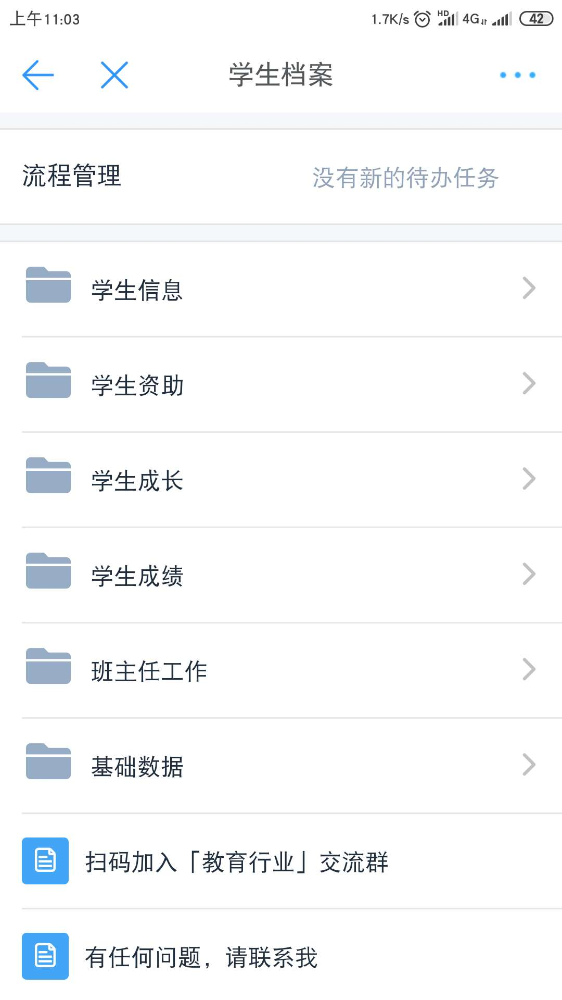 上午11:03 1.7K/s HD 4G 42
学生档案
流程管理 没有新的待办任务
学生信息
学生资助
学生成长
学生成绩
班主任工作
基础数据
扫码加入「教育行业」交流群
有任何问题，请联系我